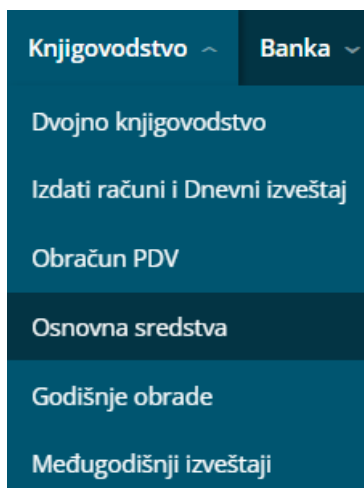 Knjigovodstvo Banka
Dvojno knjigovodstvo
Izdati računi i Dnevni izveštaj
Obračun PDV
Osnovna sredstva
Godišnje obrade
Međugodišnji izveštaji